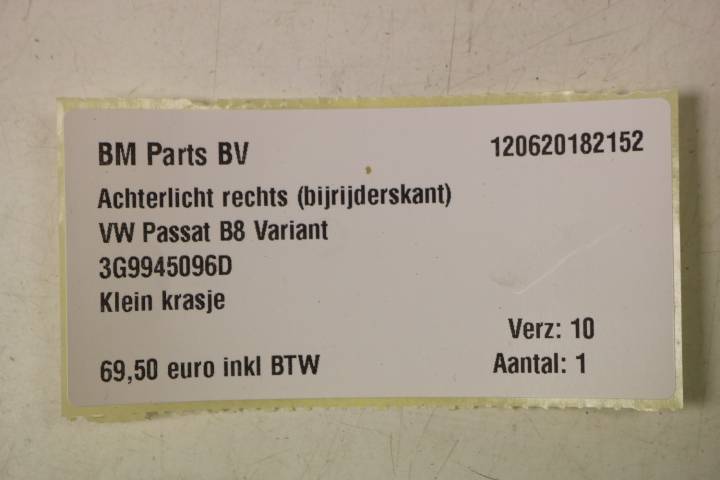 BM Parts BV
120620182152
Achterlicht rechts (bijrijderskant)
VW Passat B8 Variant
3G9945096D
Klein krasje
Verz: 10
69,50 euro inkl BTW
Aantal: 1